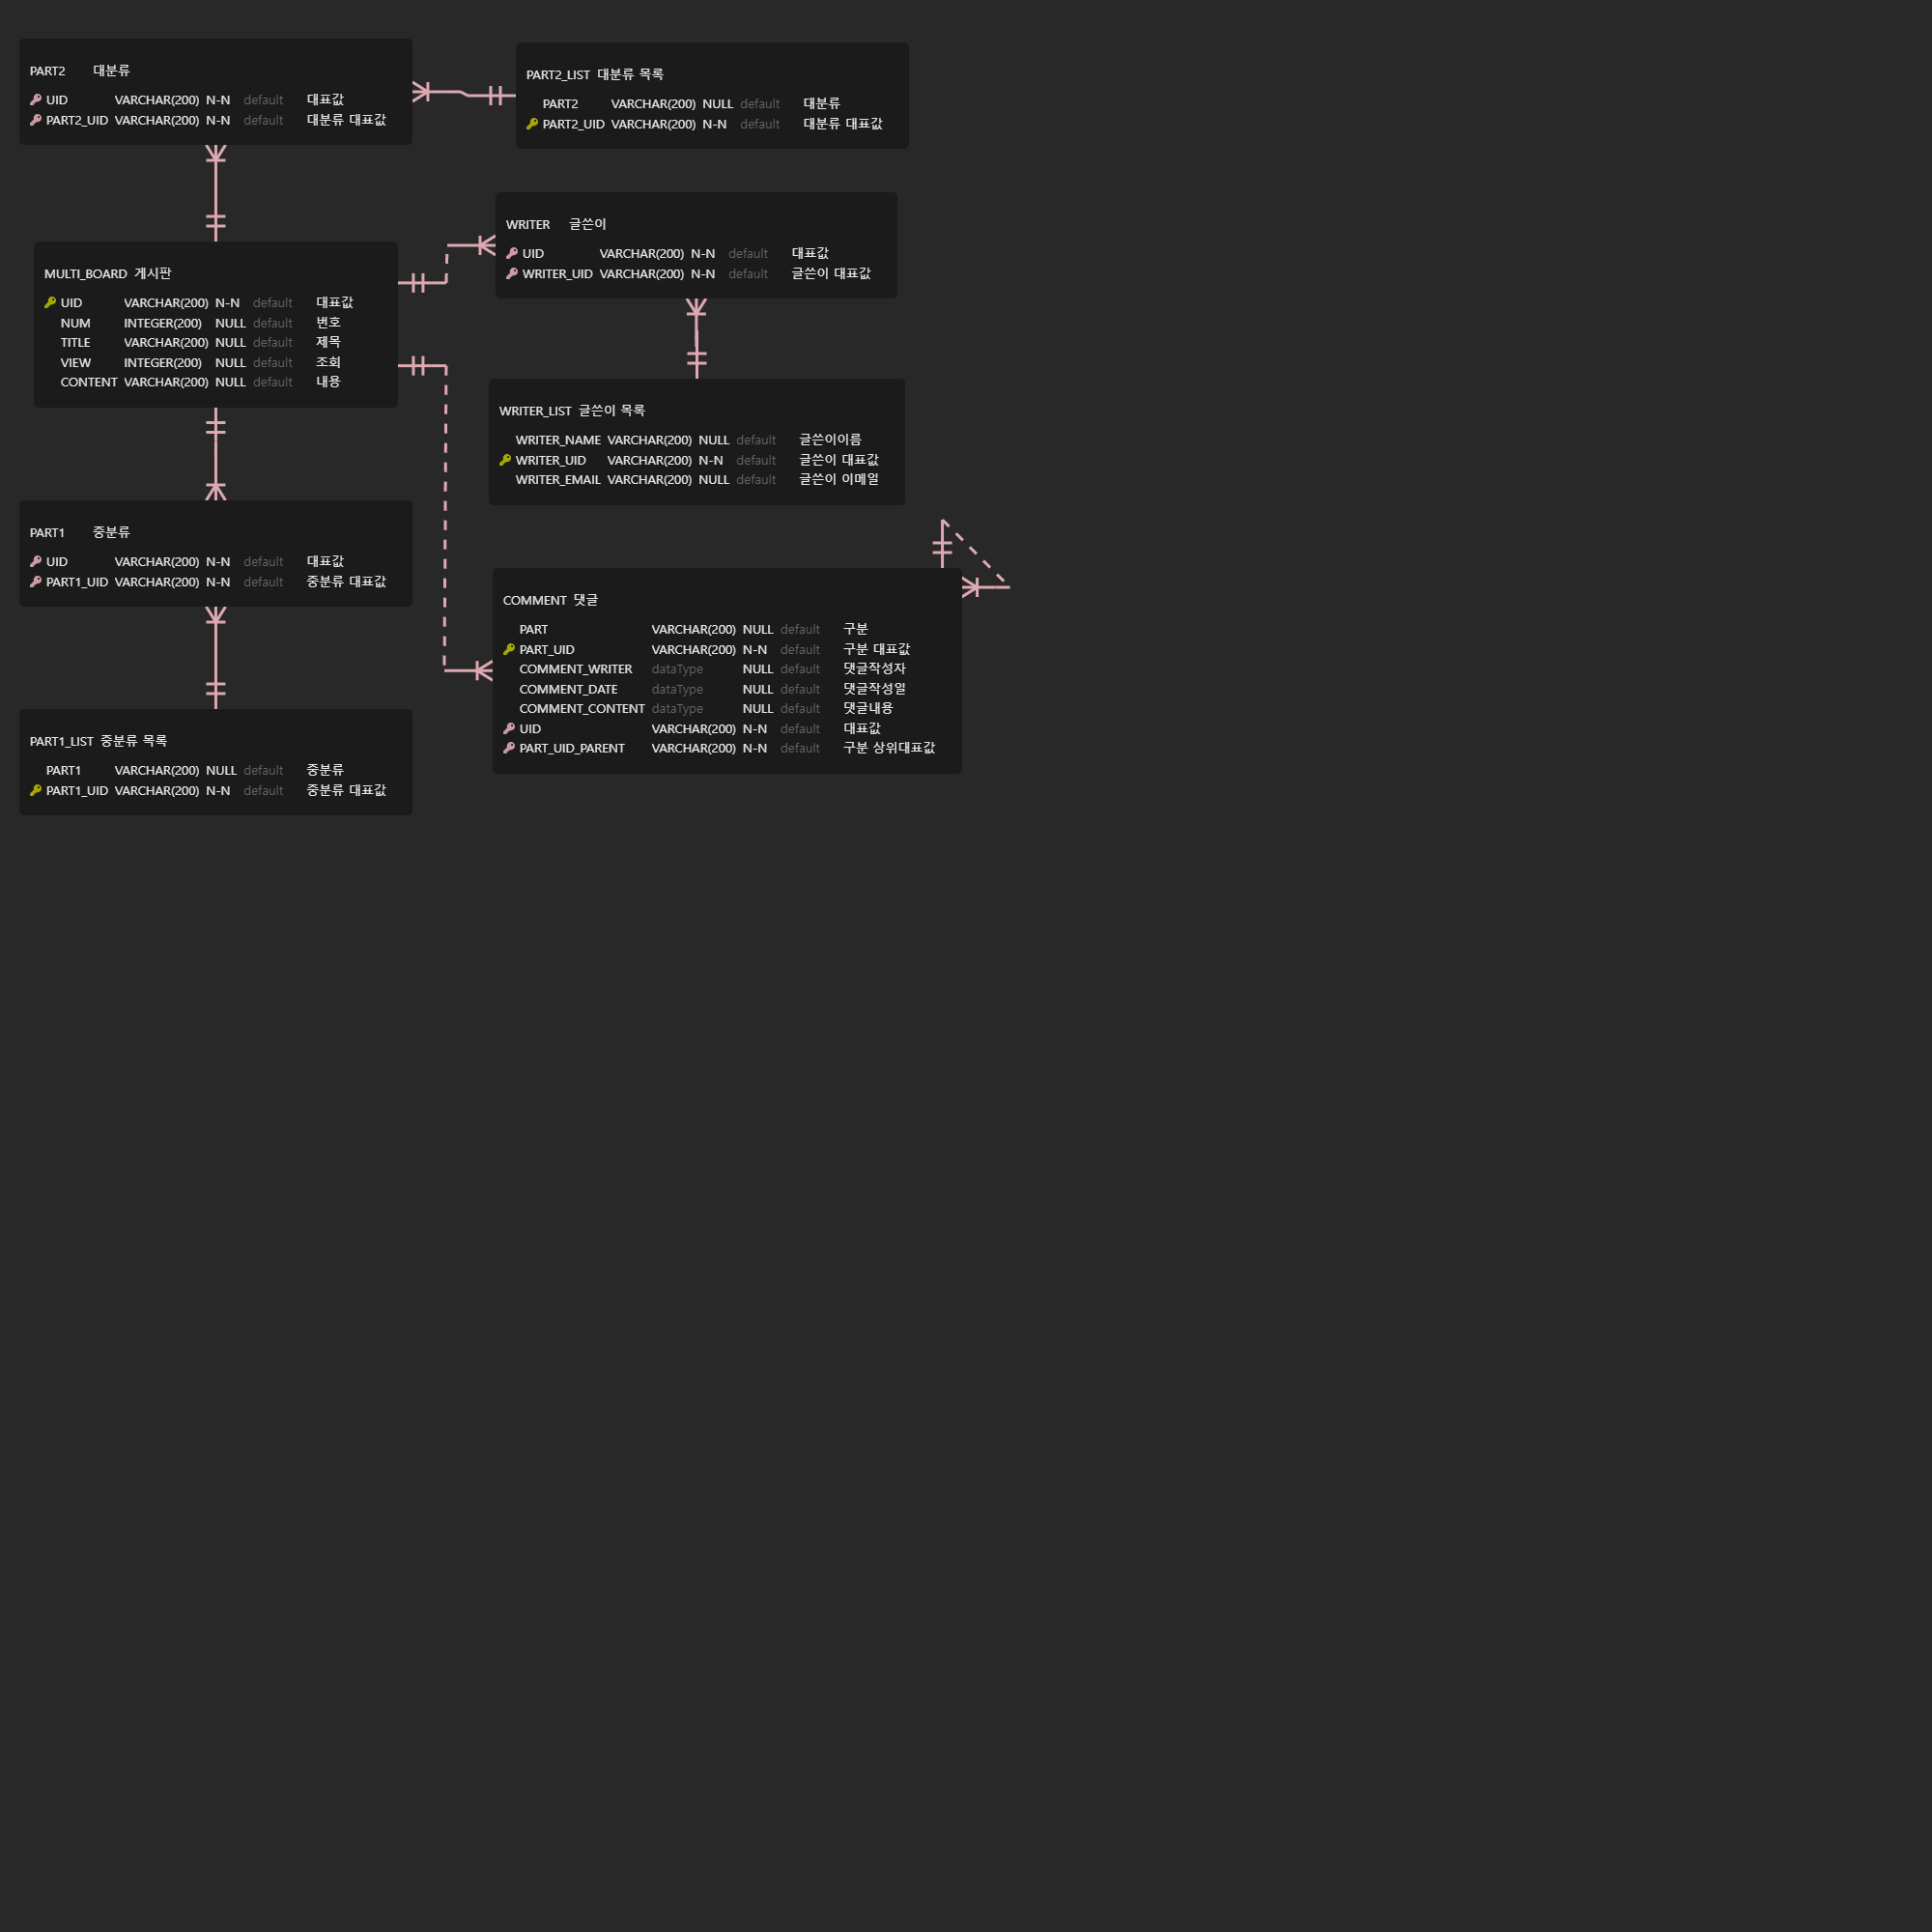 PART2 대분류
UID VARCHAR(200) N-N default 대표값
PART2_UID VARCHAR(200) N-N default 대분류 대표값
PART2_LIST 대분류 목록
PART2 VARCHAR(200) NULL default 대분류
PART2_UID VARCHAR(200) N-N default 대분류 대표값
WRITER 글쓴이
UID VARCHAR(200) N-N default 대표값
WRITER_UID VARCHAR(200) N-N default 글쓴이 대표값
MULTI_BOARD 게시판
UID VARCHAR(200) N-N default 대표값
NUM INTEGER(200) NULL default 번호
TITLE VARCHAR(200) NULL default 제목
VIEW INTEGER(200) NULL default 조회
CONTENT VARCHAR(200) NULL default 내용
WRITER_LIST 글쓴이 목록
WRITER_NAME VARCHAR(200) NULL default 글쓴이이름
WRITER_UID VARCHAR(200) N-N default 글쓴이 대표값
WRITER_EMAIL VARCHAR(200) NULL default 글쓴이 이메일
PART1 중분류
UID VARCHAR(200) N-N default 대표값
PART1_UID VARCHAR(200) N-N default 중분류 대표값
COMMENT 댓글
PART VARCHAR(200) NULL default 구분
PART_UID VARCHAR(200) N-N default 구분 대표값
COMMENT_WRITER dataType NULL default 댓글작성자
COMMENT_DATE dataType NULL default 댓글작성일
COMMENT_CONTENT dataType NULL default 댓글내용
UID VARCHAR(200) N-N default 대표값
PART_UID_PARENT VARCHAR(200) N-N default 구분 상위대표값
PART1_LIST 중분류 목록
PART1 VARCHAR(200) NULL default 중분류
PART1_UID VARCHAR(200) N-N default 중분류 대표값